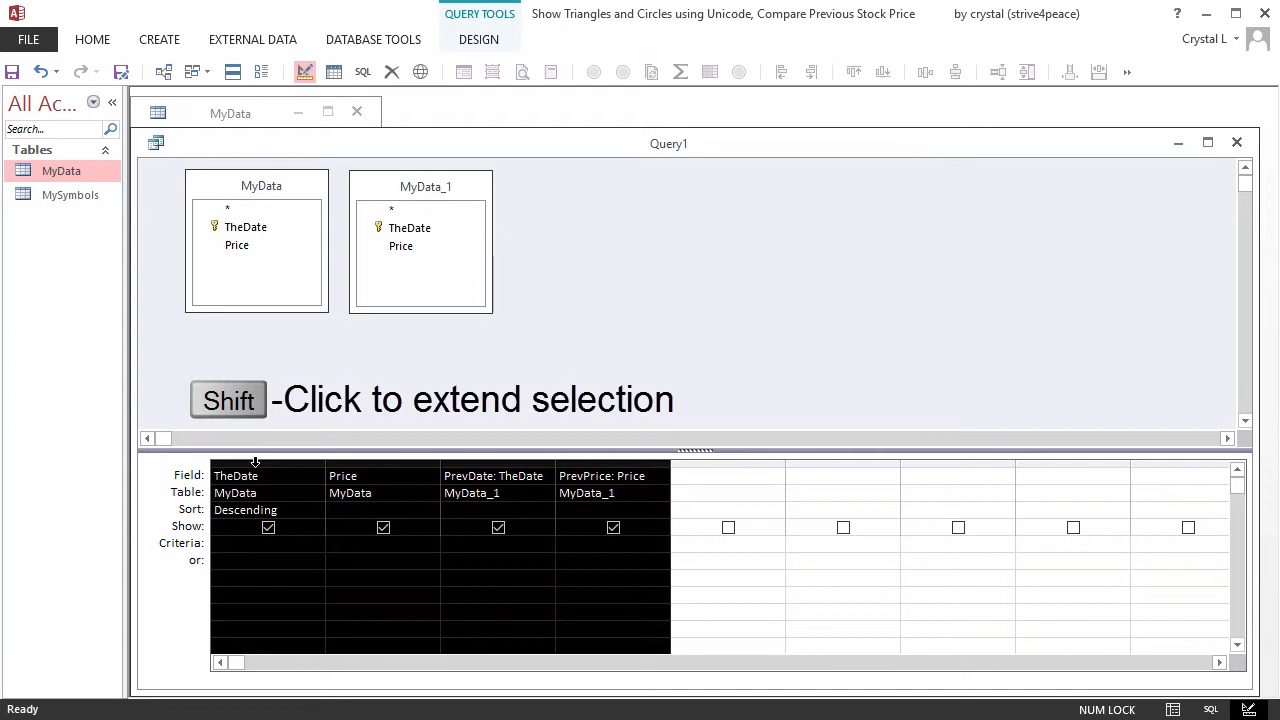 QUERY TOOLS
Show Triangles and Circles using Unicode, Compare Previous Stock Price
by crystal (strive4peace)
?
FILE
HOME
CREATE
EXTERNAL DATA
DATABASE TOOLS
DESIGN
Crystal L
SQL
All Ac...
Search...
Tables
MyData
MySymbols
MyData
Query1
MyData
*
TheDate
Price
MyData_1
*
TheDate
Price
Shift -Click to extend selection
Field: TheDate Price PrevDate: TheDate PrevPrice: Price
Table: MyData MyData MyData_1 MyData_1
Sort: Descending
Show:
Criteria:
or:
Ready
NUM LOCK
SQL